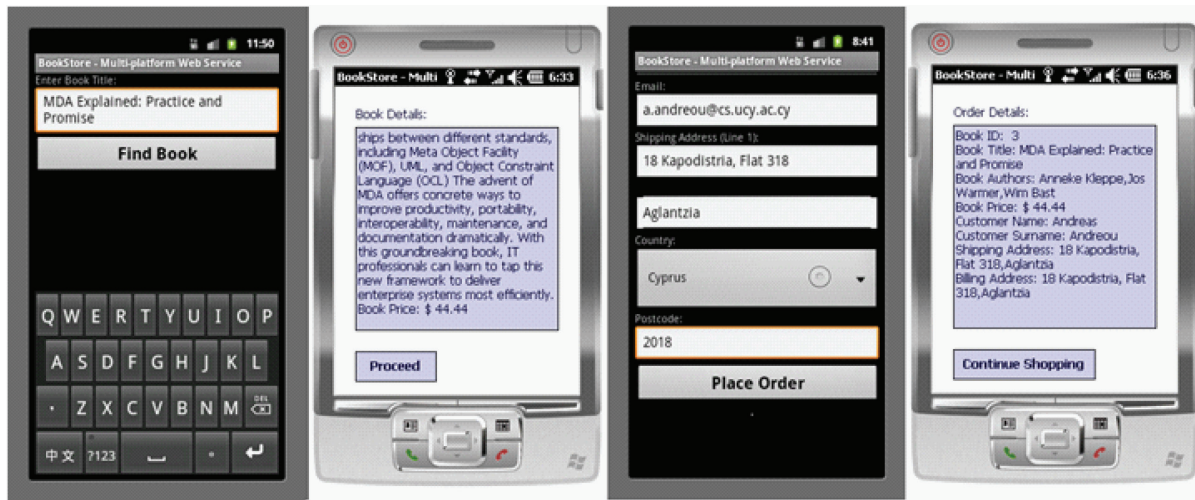 11:50
BookStore - Multi-platform Web Service
Enter Book Title:
MDA Explained: Practice and
Promise
Find Book
Q W E R T Y U I O P
A S D F G H J K L
. Z X C V B N M DEL
中文 ?123
BookStore - Multi 6:33
Book Details:
ships between different standards,
including Meta Object Facility
(MOF), UML, and Object Constraint
Language (OCL) The advent of
MDA offers concrete ways to
improve productivity, portability,
interoperability, maintenance, and
documentation dramatically. With
this groundbreaking book, IT
professionals can learn to tap this
new framework to deliver
enterprise systems most efficiently.
Book Price: $ 44.44
Proceed
8:41
BookStore - Multi-platform Web Service
Email:
a.andreou@cs.ucy.ac.cy
Shipping Address (Line 1):
18 Kapodistria, Flat 318
Aglantzia
Country:
Cyprus
Postcode:
2018
Place Order
BookStore - Multi 6:36
Order Details:
Book ID: 3
Book Title: MDA Explained: Practice
and Promise
Book Authors: Anneke Kleppe,Jos
Warmer,Wim Bast
Book Price: $ 44.44
Customer Name: Andreas
Customer Surname: Andreou
Shipping Address: 18 Kapodistria,
Flat 318,Aglantzia
Billing Address: 18 Kapodistria, Flat
318,Aglantzia
Continue Shopping